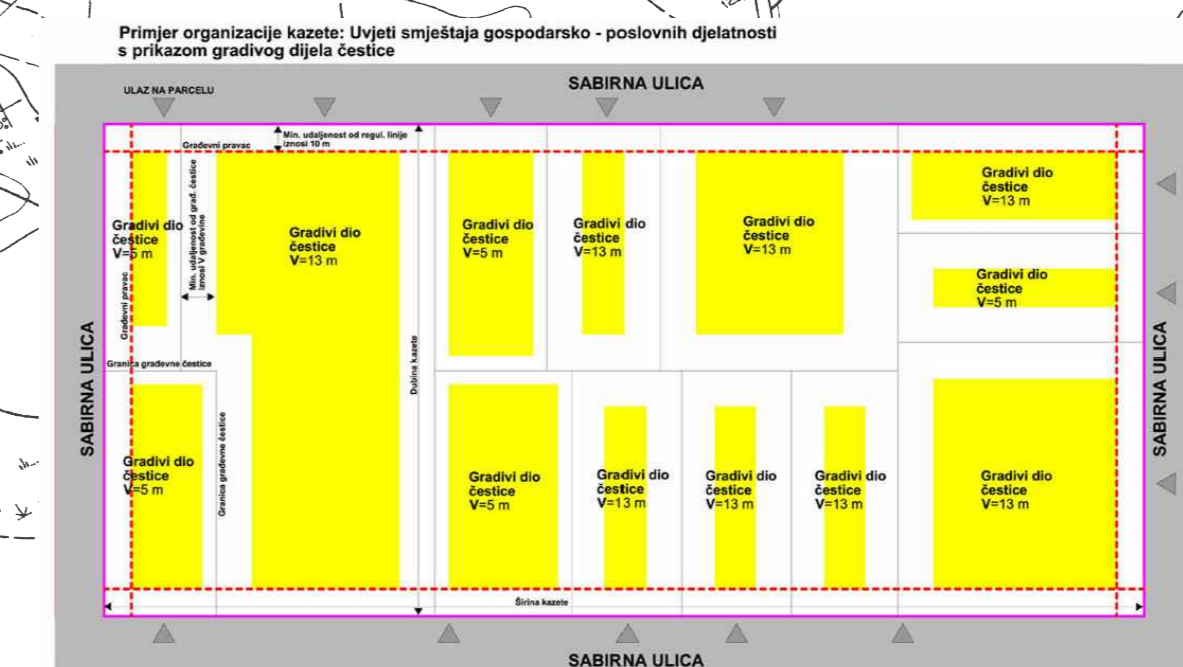 Primjer organizacije kazete: Uvjeti smještaja gospodarsko - poslovnih djelatnosti
s prikazom gradivog dijela čestice
SABIRNA ULICA
ULAZ NA PARCELU
Min. udaljenost od regul. linije
iznosi 10 m
Građevni pravac
Gradivi dio
čestice
V=5 m
Min. udaljenost od grad. čestice
iznosi V građevine
Gradivi dio
čestice
V=13 m
Gradivi dio
čestice
V=5 m
Gradivi dio
čestice
V=13 m
Gradivi dio
čestice
V=13 m
Gradivi dio
čestice
V=13 m
Gradivi dio
čestice
V=5 m
Građevni pravac
Granica građevne čestice
Dubina kazete
SABIRNA ULICA
SABIRNA ULICA
Gradivi dio
čestice
V=5 m
Granica građevne čestice
Gradivi dio
čestice
V=5 m
Gradivi dio
čestice
V=13 m
Gradivi dio
čestice
V=13 m
Gradivi dio
čestice
V=13 m
Gradivi dio
čestice
V=13 m
Širina kazete
SABIRNA ULICA